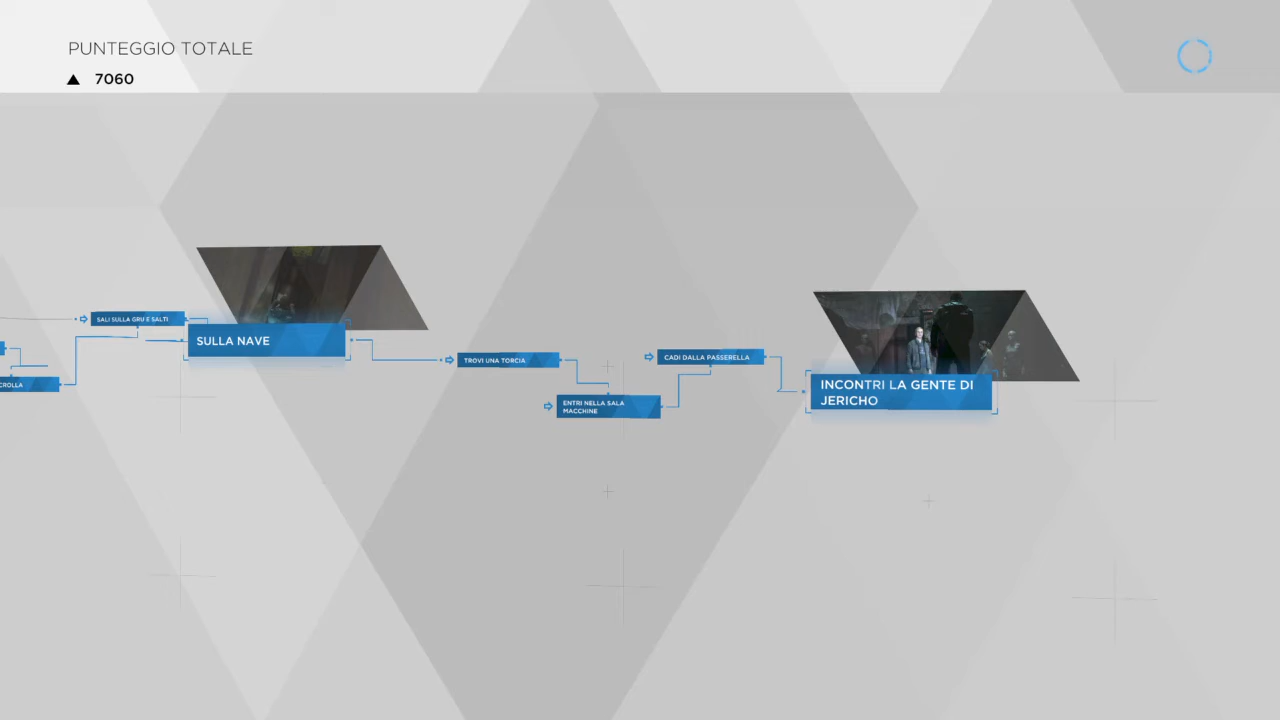 PUNTEGGIO TOTALE
7060
SALI SULLA GRU E SALTI
SULLA NAVE
CROLLA
TROVI UNA TORCIA
ENTRI NELLA SALA
MACCHINE
CADI DALLA PASSERELLA
INCONTRI LA GENTE DI
JERICHO